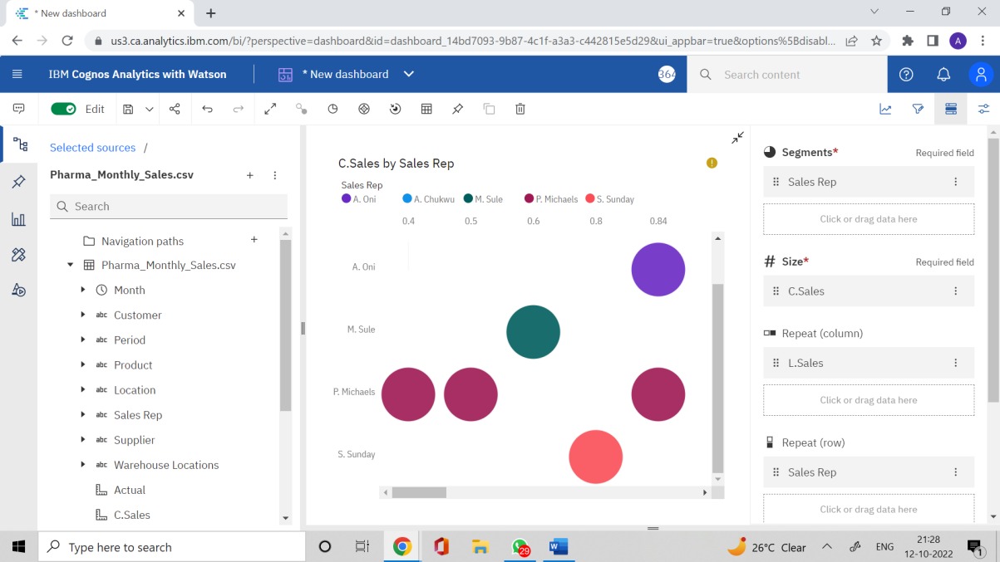 * New dashboard
us3.ca.analytics.ibm.com/bi/?perspective=dashboard&id=dashboard_14bd7093-9b87-4c1f-a3a3-c442815e5d29&ui_appbar=true&options%5Bdisabl...
A
IBM Cognos Analytics with Watson
* New dashboard
364
Search content
Edit
Selected sources /
Pharma_Monthly_Sales.csv
Search
Navigation paths
Pharma_Monthly_Sales.csv
Month
abc Customer
abc Period
abc Product
abc Location
abc Sales Rep
abc Supplier
abc Warehouse Locations
Actual
C.Sales
C.Sales by Sales Rep
Sales Rep
A. Oni A. Chukwu M. Sule P. Michaels S. Sunday
0.4 0.5 0.6 0.8 0.84
A. Oni
M. Sule
P. Michaels
S. Sunday
Segments* Required field
Sales Rep
Click or drag data here
# Size* Required field
C.Sales
Repeat (column)
L.Sales
Click or drag data here
Repeat (row)
Sales Rep
Click or drag data here
Type here to search
29
26°C Clear
ENG
21:28
12-10-2022
1